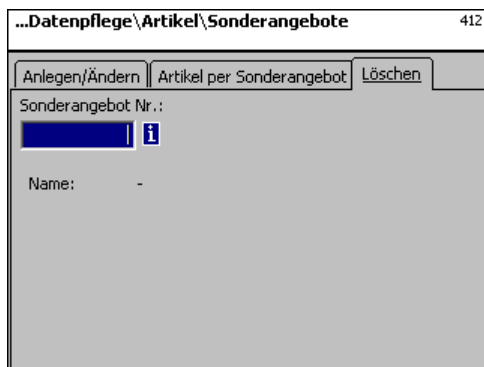 ...Datenpflege\Artikel\Sonderangebote 412
Anlegen/Ändern Artikel per Sonderangebot Löschen
Sonderangebot Nr.:
i
Name: -